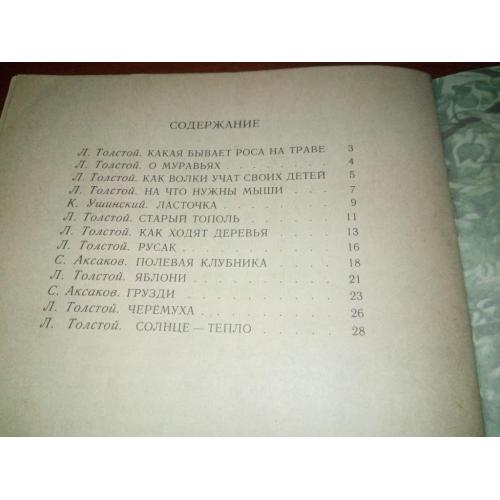 СОДЕРЖАНИЕ
Л. Толстой. КАКАЯ БЫВАЕТ РОСА НА ТРАВЕ 3
Л. Толстой. О МУРАВЬЯХ . . . . . . . . 4
Л. Толстой. КАК ВОЛКИ УЧАТ СВОИХ ДЕТЕЙ 5
Л. Толстой. НА ЧТО НУЖНЫ МЫШИ . . . . 7
К. Ушинский. ЛАСТОЧКА . . . . . . . . 9
Л. Толстой. СТАРЫЙ ТОПОЛЬ . . . . . . 11
Л. Толстой. КАК ХОДЯТ ДЕРЕВЬЯ . . . . 13
Л. Толстой. РУСАК . . . . . . . . . . 16
С. Аксаков. ПОЛЕВАЯ КЛУБНИКА . . . . 18
Л. Толстой. ЯБЛОНИ . . . . . . . . . 21
С. Аксаков. ГРУЗДИ . . . . . . . . . 23
Л. Толстой. ЧЕРЁМУХА . . . . . . . . 26
Л. Толстой. СОЛНЦЕ — ТЕПЛО . . . . . 28